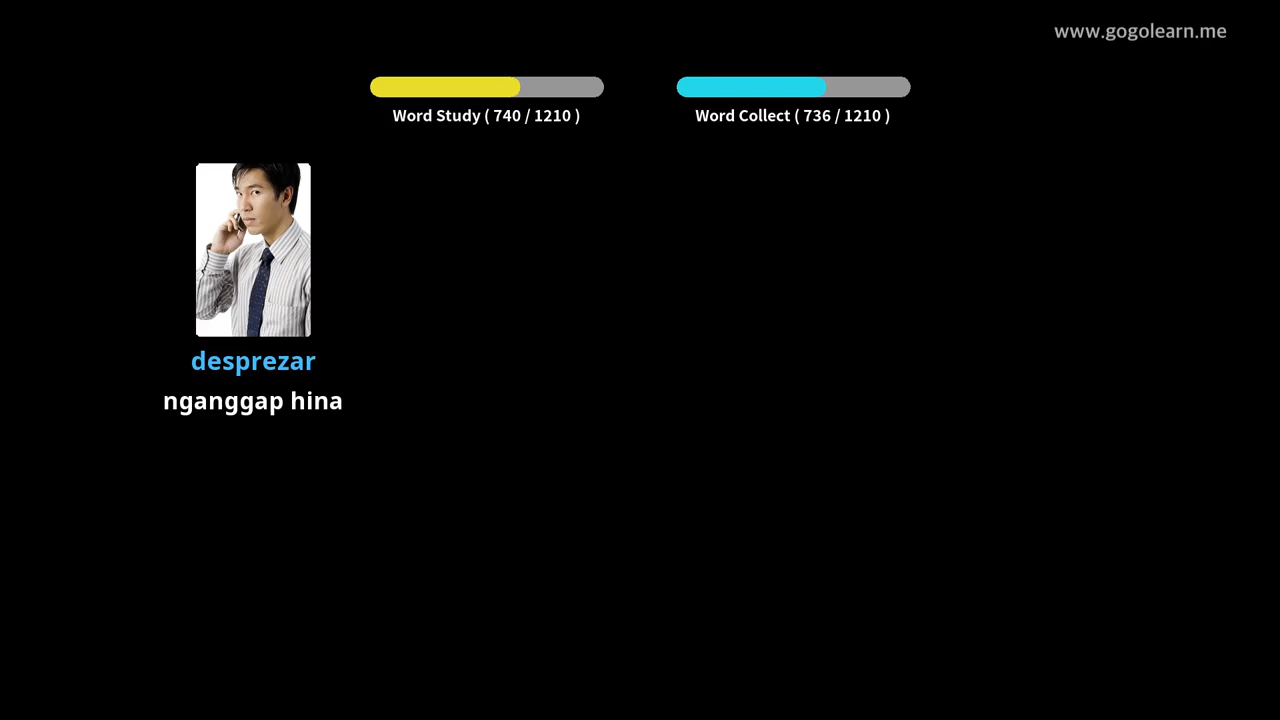 www.gogolearn.me
Word Study ( 740 / 1210 )
Word Collect ( 736 / 1210 )
desprezar
nganggap hina